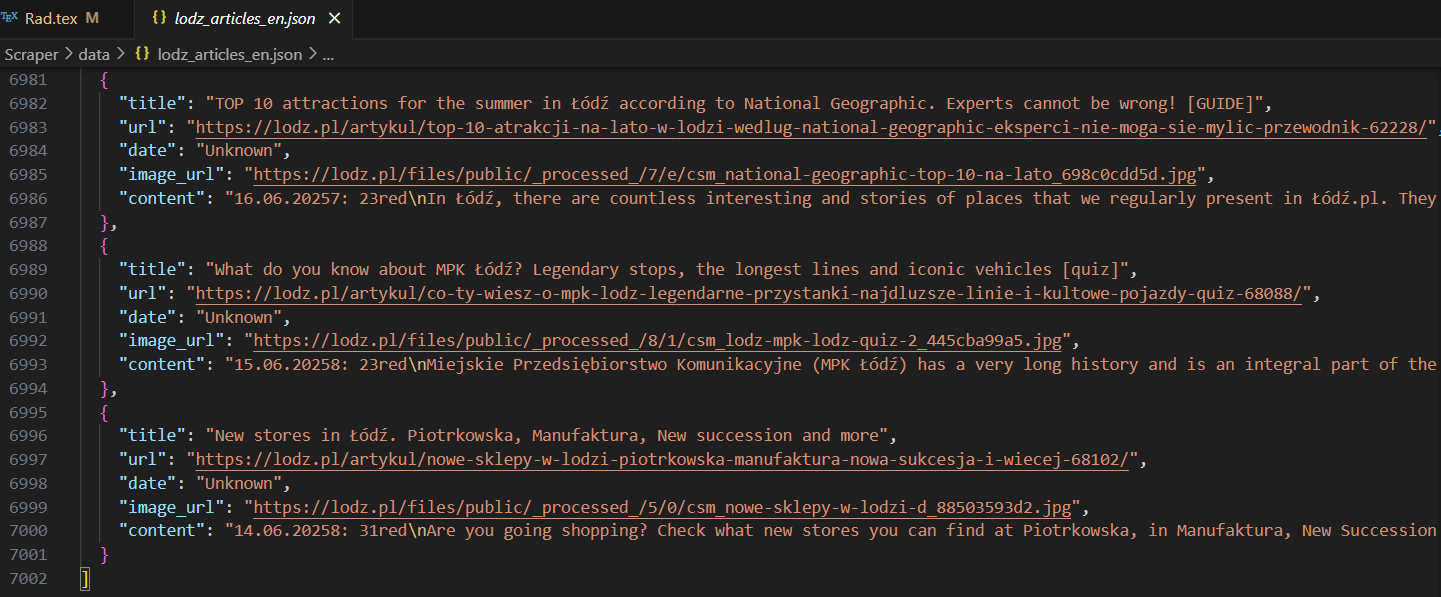 Rad.tex M {} lodz_articles_en.json ✕
Scraper > data > {} lodz_articles_en.json > ...
6981 {
6982 "title": "TOP 10 attractions for the summer in Łódź according to National Geographic. Experts cannot be wrong! [GUIDE]",
6983 "url": "https://lodz.pl/artykul/top-10-atrakcji-na-lato-w-lodzi-wedlug-national-geographic-eksperci-nie-moga-sie-mylic-przewodnik-62228/",
6984 "date": "Unknown",
6985 "image_url": "https://lodz.pl/files/public/_processed_/7/e/csm_national-geographic-top-10-na-lato_698c0cdd5d.jpg",
6986 "content": "16.06.20257: 23red\nIn Łódź, there are countless interesting and stories of places that we regularly present in Łódź.pl. They
6987 },
6988 {
6989 "title": "What do you know about MPK Łódź? Legendary stops, the longest lines and iconic vehicles [quiz]",
6990 "url": "https://lodz.pl/artykul/co-ty-wiesz-o-mpk-lodz-legendarne-przystanki-najdluzsze-linie-i-kultowe-pojazdy-quiz-68088/",
6991 "date": "Unknown",
6992 "image_url": "https://lodz.pl/files/public/_processed_/8/1/csm_lodz-mpk-lodz-quiz-2_445cba99a5.jpg",
6993 "content": "15.06.20258: 23red\nMiejskie Przedsiębiorstwo Komunikacyjne (MPK Łódź) has a very long history and is an integral part of the
6994 },
6995 {
6996 "title": "New stores in Łódź. Piotrkowska, Manufaktura, New succession and more",
6997 "url": "https://lodz.pl/artykul/nowe-sklepy-w-lodzi-piotrkowska-manufaktura-nowa-sukcesja-i-wiecej-68102/",
6998 "date": "Unknown",
6999 "image_url": "https://lodz.pl/files/public/_processed_/5/0/csm_nowe-sklepy-w-lodzi-d_88503593d2.jpg",
7000 "content": "14.06.20258: 31red\nAre you going shopping? Check what new stores you can find at Piotrkowska, in Manufaktura, New Succession
7001 }
7002 ]